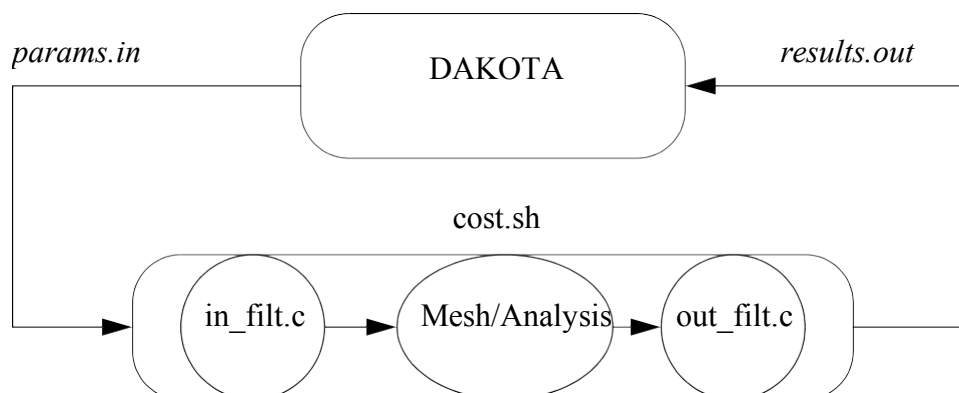 params.in
DAKOTA
results.out
cost.sh
in_filt.c
Mesh/Analysis
out_filt.c